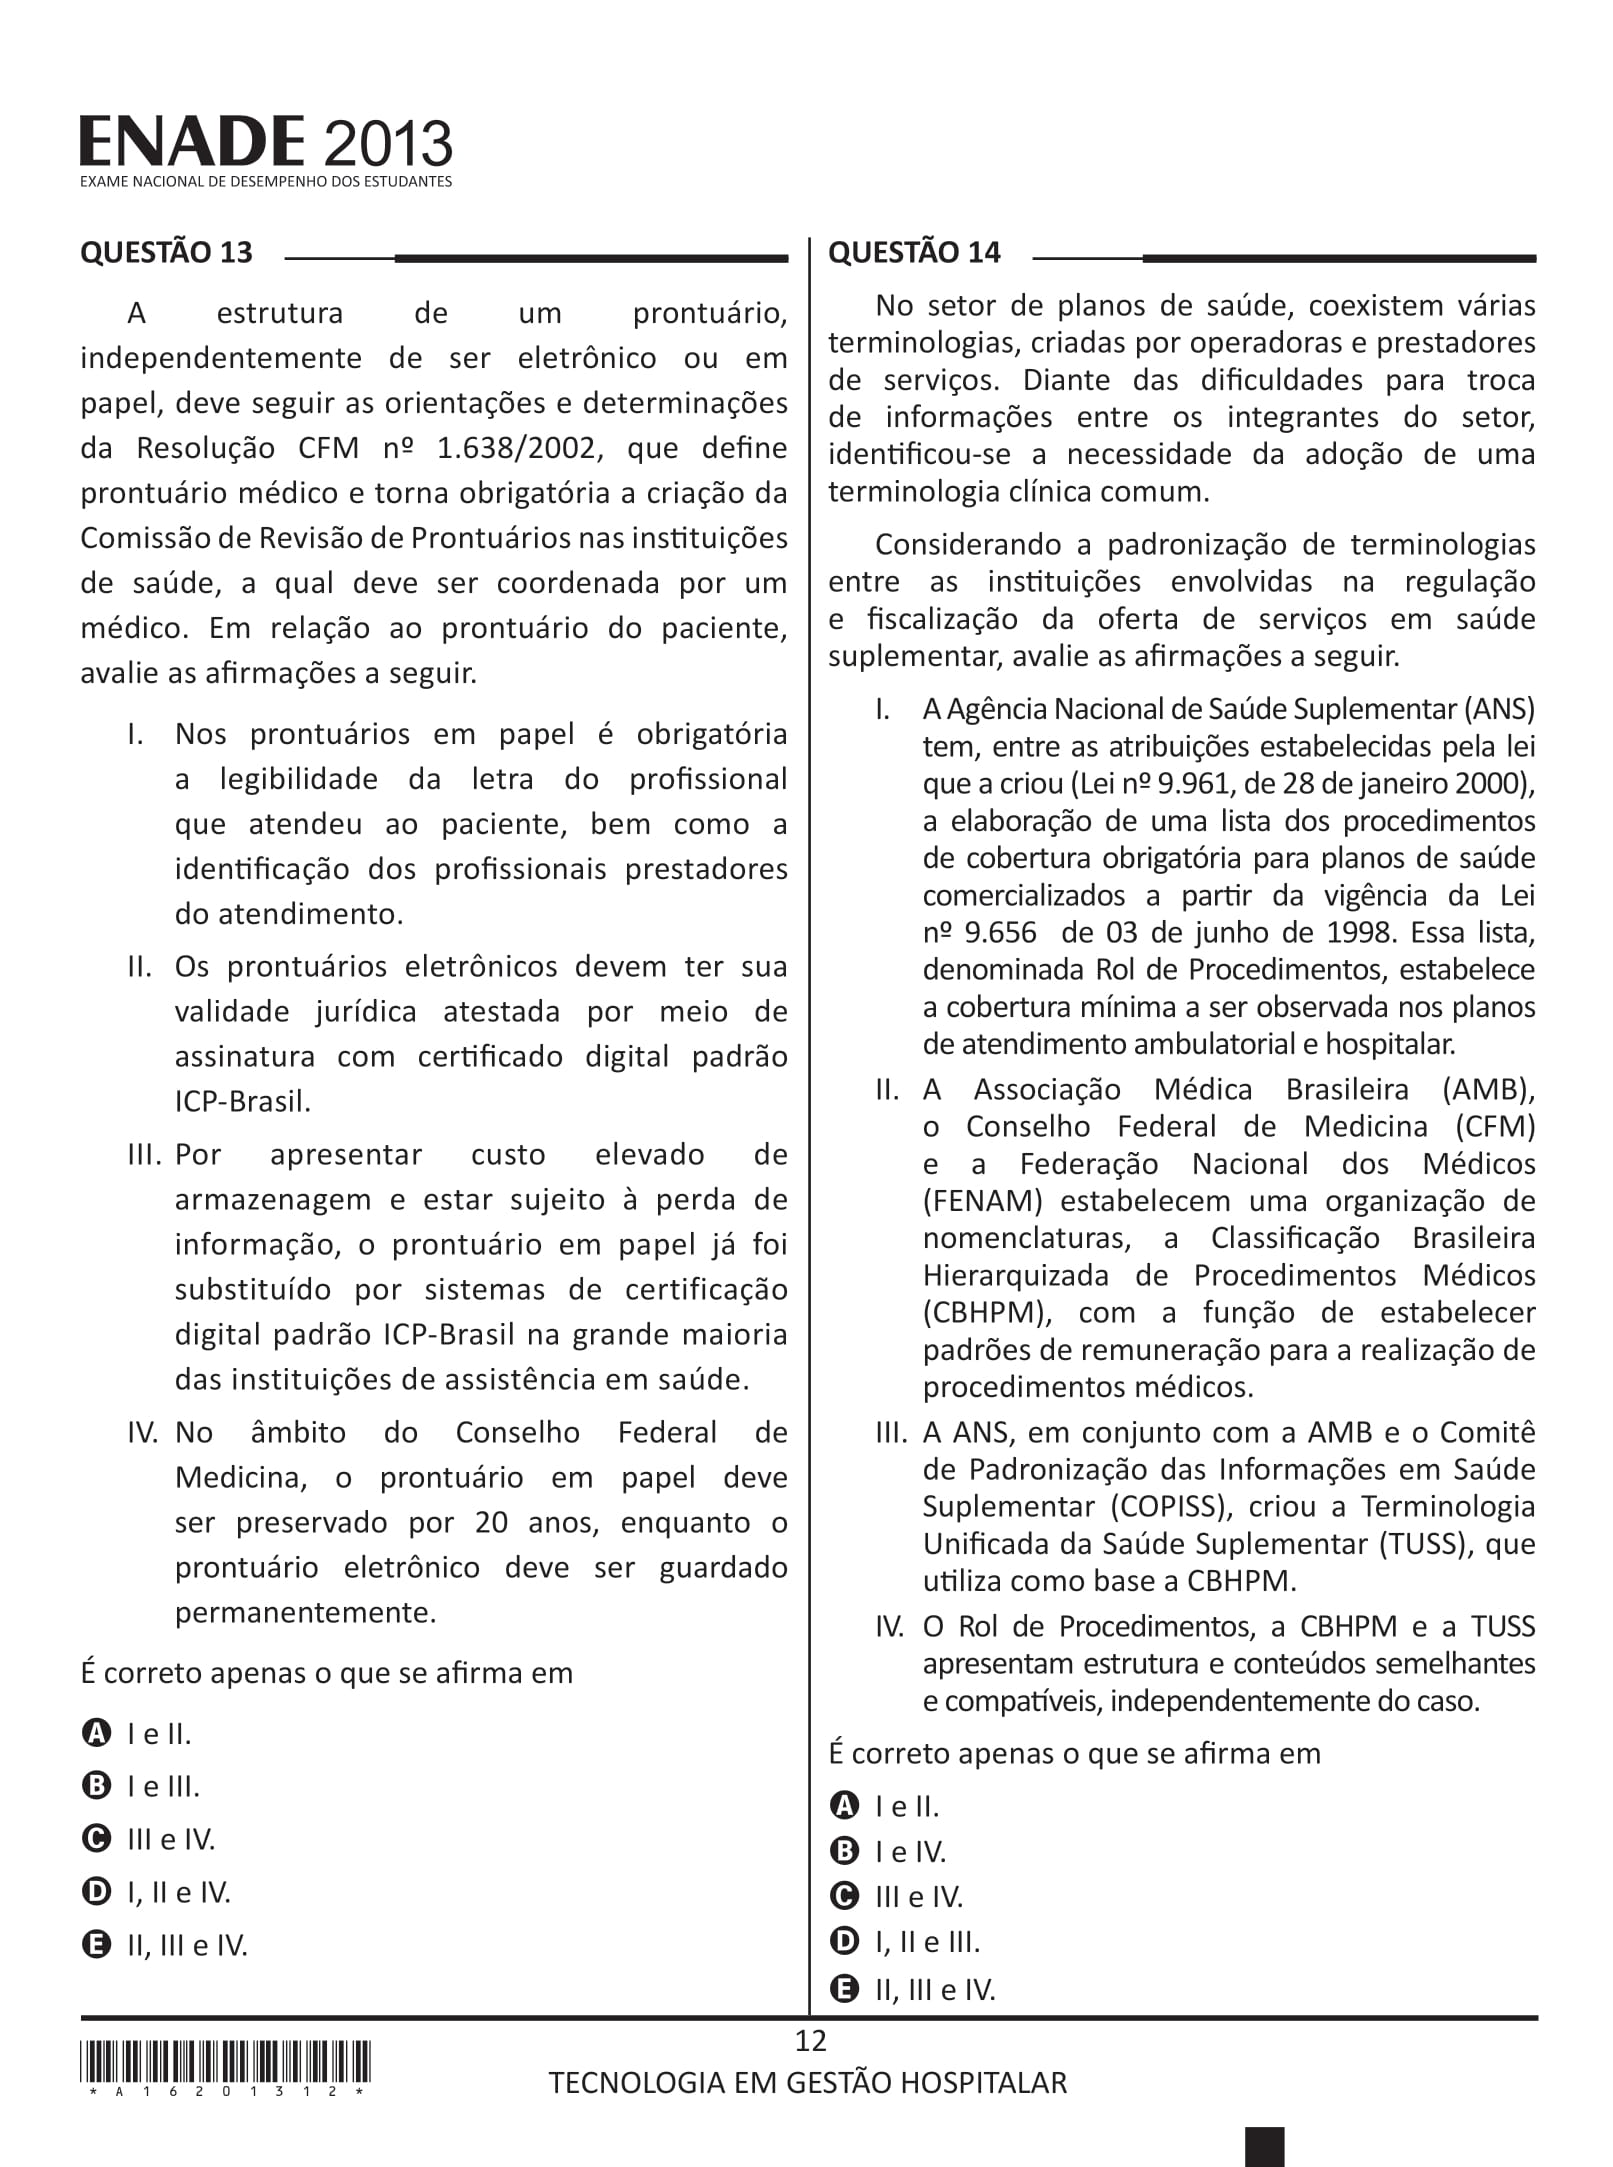 ENADE 2013
EXAME NACIONAL DE DESEMPENHO DOS ESTUDANTES
QUESTÃO 13
A estrutura de um prontuário,
independentemente de ser eletrônico ou em
papel, deve seguir as orientações e determinações
da Resolução CFM nº 1.638/2002, que define
prontuário médico e torna obrigatória a criação da
Comissão de Revisão de Prontuários nas instituições
de saúde, a qual deve ser coordenada por um
médico. Em relação ao prontuário do paciente,
avalie as afirmações a seguir.
I. Nos prontuários em papel é obrigatória
a legibilidade da letra do profissional
que atendeu ao paciente, bem como a
identificação dos profissionais prestadores
do atendimento.
II. Os prontuários eletrônicos devem ter sua
validade jurídica atestada por meio de
assinatura com certificado digital padrão
ICP-Brasil.
III. Por apresentar custo elevado de
armazenagem e estar sujeito à perda de
informação, o prontuário em papel já foi
substituído por sistemas de certificação
digital padrão ICP-Brasil na grande maioria
das instituições de assistência em saúde.
IV. No âmbito do Conselho Federal de
Medicina, o prontuário em papel deve
ser preservado por 20 anos, enquanto o
prontuário eletrônico deve ser guardado
permanentemente.
É correto apenas o que se afirma em
A I e II.
B I e III.
C III e IV.
D I, II e IV.
E II, III e IV.
QUESTÃO 14
No setor de planos de saúde, coexistem várias
terminologias, criadas por operadoras e prestadores
de serviços. Diante das dificuldades para troca
de informações entre os integrantes do setor,
identificou-se a necessidade da adoção de uma
terminologia clínica comum.
Considerando a padronização de terminologias
entre as instituições envolvidas na regulação
e fiscalização da oferta de serviços em saúde
suplementar, avalie as afirmações a seguir.
I. A Agência Nacional de Saúde Suplementar (ANS)
tem, entre as atribuições estabelecidas pela lei
que a criou (Lei nº 9.961, de 28 de janeiro 2000),
a elaboração de uma lista dos procedimentos
de cobertura obrigatória para planos de saúde
comercializados a partir da vigência da Lei
nº 9.656 de 03 de junho de 1998. Essa lista,
denominada Rol de Procedimentos, estabelece
a cobertura mínima a ser observada nos planos
de atendimento ambulatorial e hospitalar.
II. A Associação Médica Brasileira (AMB),
o Conselho Federal de Medicina (CFM)
e a Federação Nacional dos Médicos
(FENAM) estabelecem uma organização de
nomenclaturas, a Classificação Brasileira
Hierarquizada de Procedimentos Médicos
(CBHPM), com a função de estabelecer
padrões de remuneração para a realização de
procedimentos médicos.
III. A ANS, em conjunto com a AMB e o Comitê
de Padronização das Informações em Saúde
Suplementar (COPISS), criou a Terminologia
Unificada da Saúde Suplementar (TUSS), que
utiliza como base a CBHPM.
IV. O Rol de Procedimentos, a CBHPM e a TUSS
apresentam estrutura e conteúdos semelhantes
e compatíveis, independentemente do caso.
É correto apenas o que se afirma em
A I e II.
B I e IV.
C III e IV.
D I, II e III.
E II, III e IV.
12
TECNOLOGIA EM GESTÃO HOSPITALAR
*A16201312*